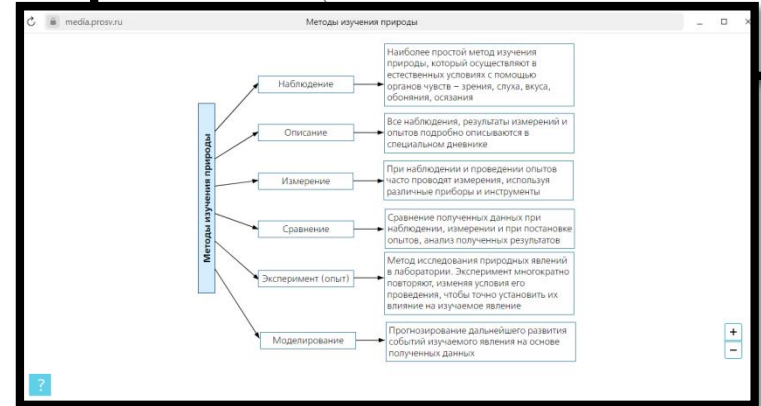 media.prosv.ru
Методы изучения природы
Методы изучения природы
Наблюдение
Наиболее простой метод изучения
природы, который осуществляют в
естественных условиях с помощью
органов чувств – зрения, слуха, вкуса,
обоняния, осязания
Описание
Все наблюдения, результаты измерений и
опытов подробно описываются в
специальном дневнике
Измерение
При наблюдении и проведении опытов
часто проводят измерения, используя
различные приборы и инструменты
Сравнение
Сравнение полученных данных при
наблюдении, измерении и при постановке
опытов, анализ полученных результатов
Эксперимент (опыт)
Метод исследования природных явлений
в лаборатории. Эксперимент многократно
повторяют, изменяя условия его
проведения, чтобы точно установить их
влияние на изучаемое явление
Моделирование
Прогнозирование дальнейшего развития
событий изучаемого явления на основе
полученных данных
+
−
?